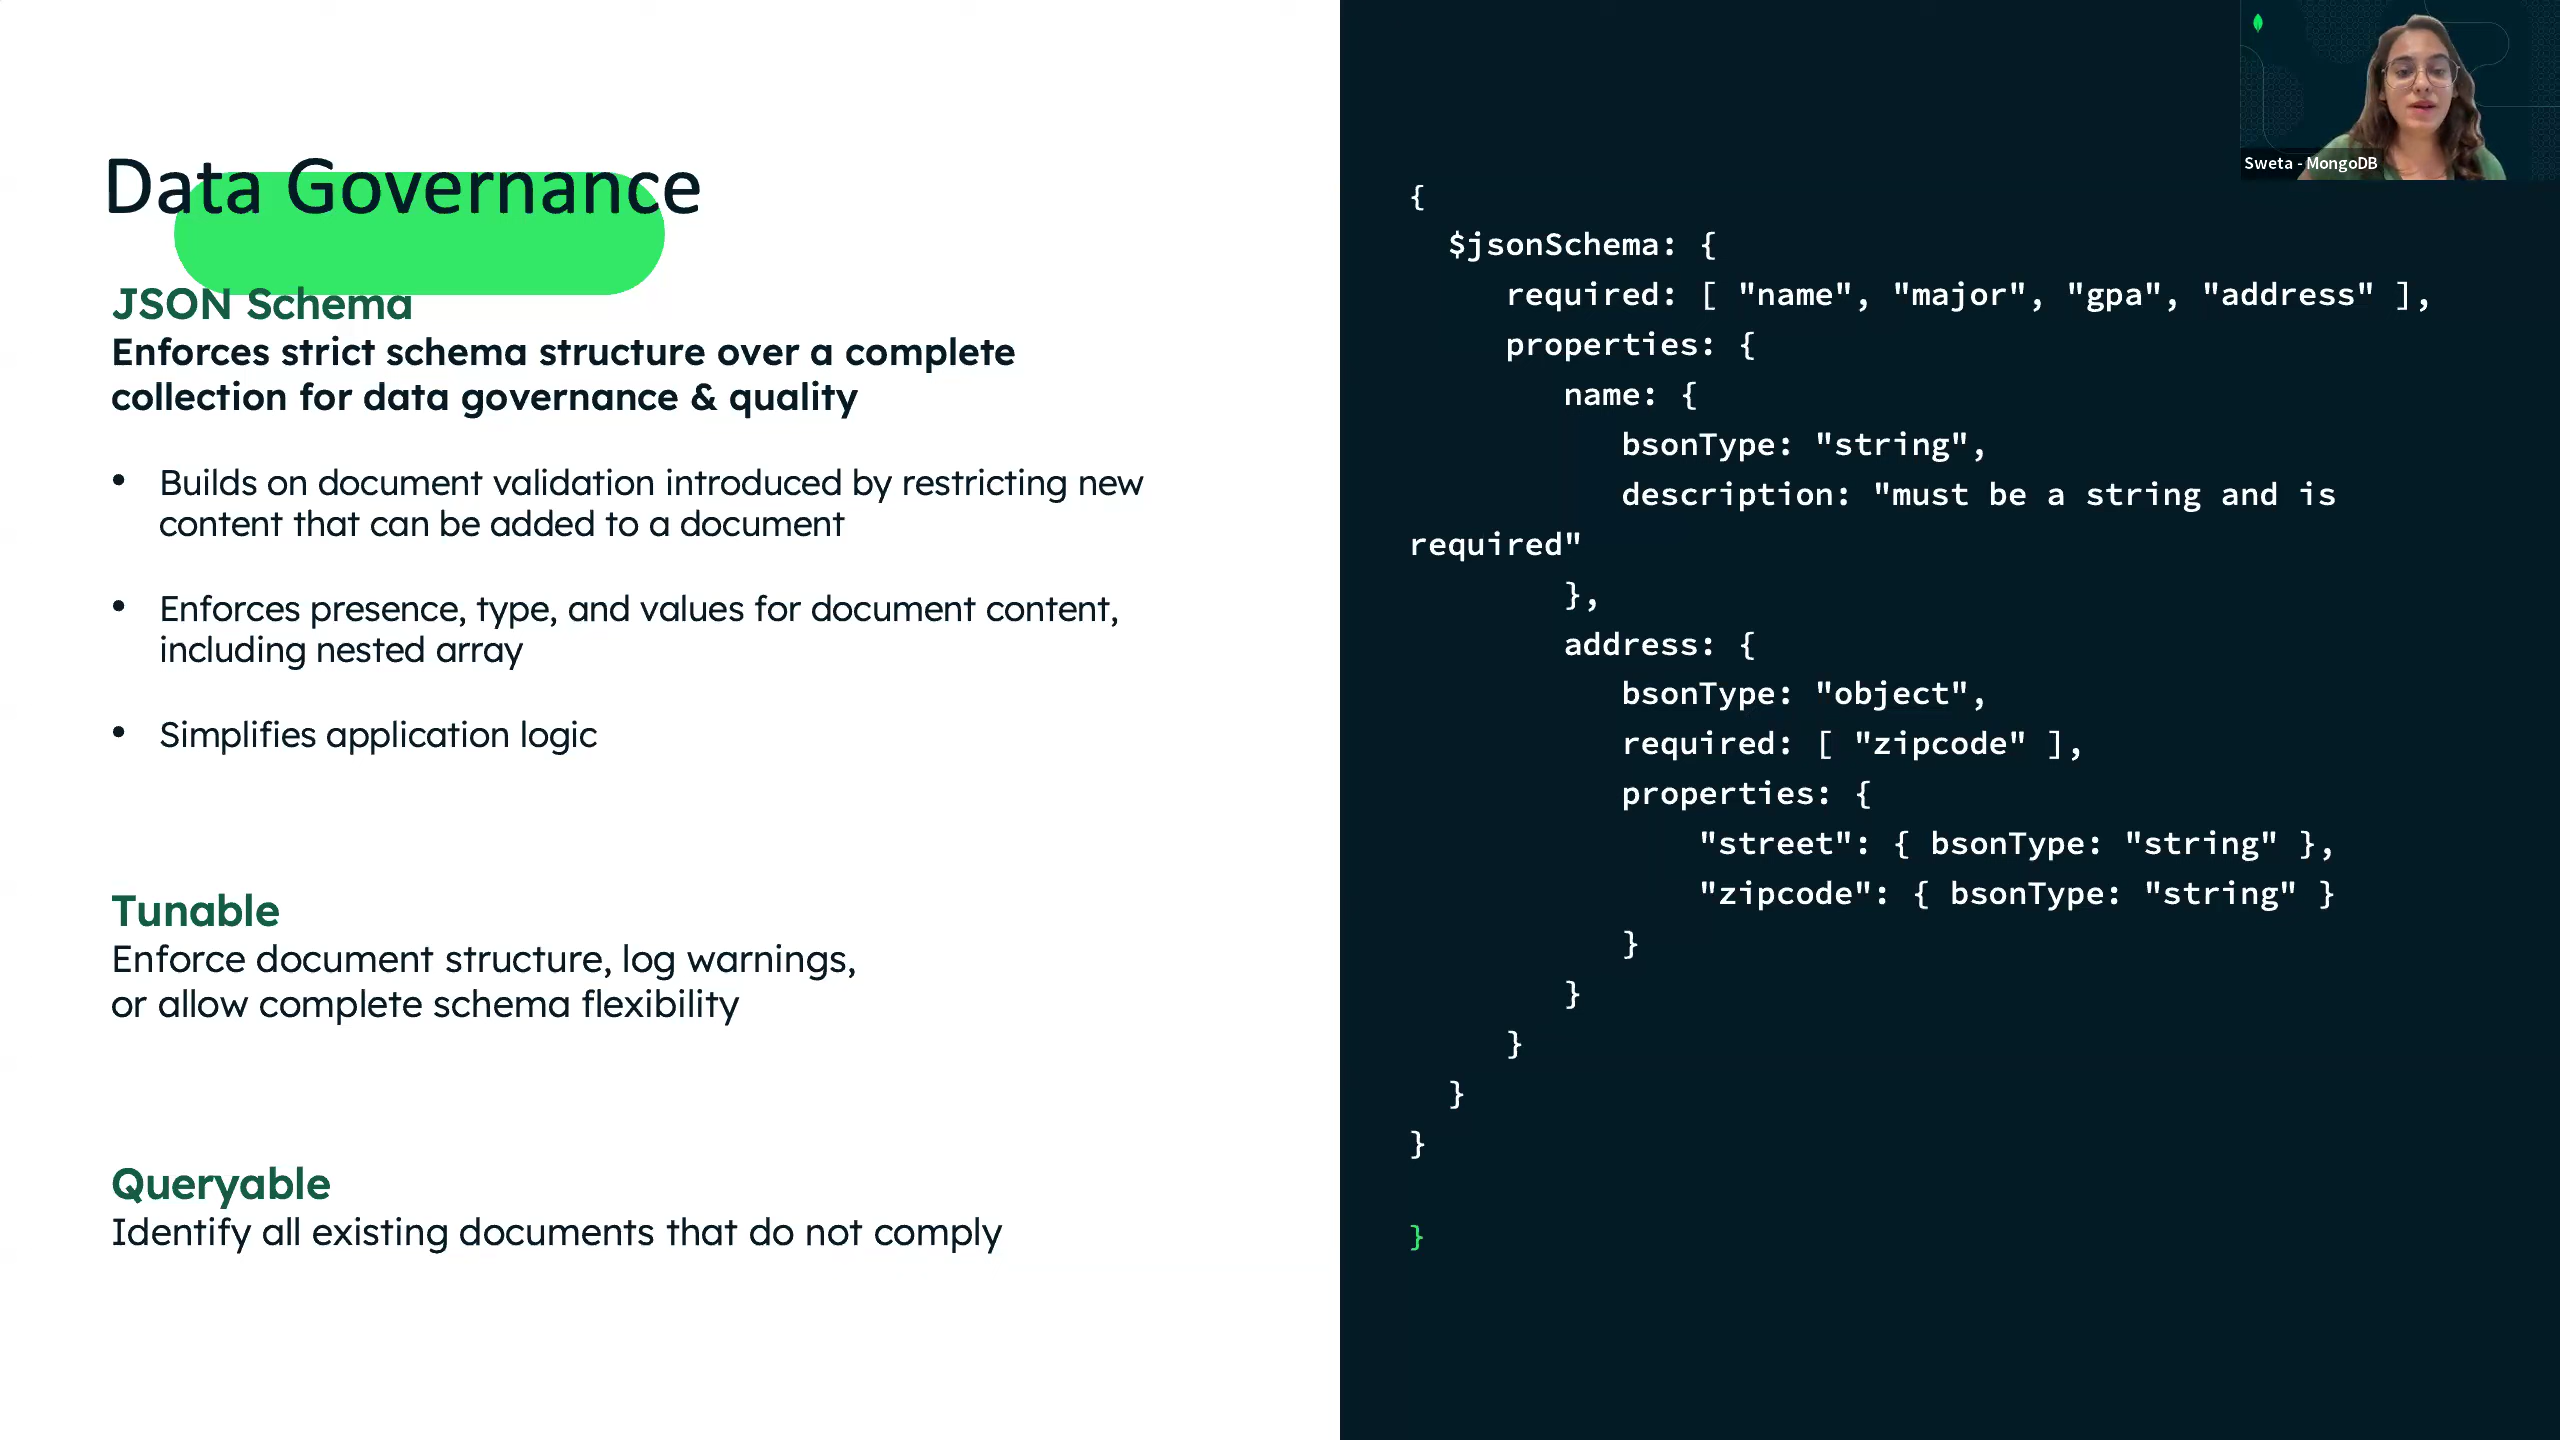 Data Governance
JSON Schema
Enforces strict schema structure over a complete
collection for data governance & quality
• Builds on document validation introduced by restricting new
content that can be added to a document
• Enforces presence, type, and values for document content,
including nested array
• Simplifies application logic
Tunable
Enforce document structure, log warnings,
or allow complete schema flexibility
Queryable
Identify all existing documents that do not comply
{
  $jsonSchema: {
     required: [ "name", "major", "gpa", "address" ],
     properties: {
        name: {
           bsonType: "string",
           description: "must be a string and is
required"
        },
        address: {
           bsonType: "object",
           required: [ "zipcode" ],
           properties: {
               "street": { bsonType: "string" },
               "zipcode": { bsonType: "string" }
           }
        }
     }
  }
}
}
Sweta - MongoDB